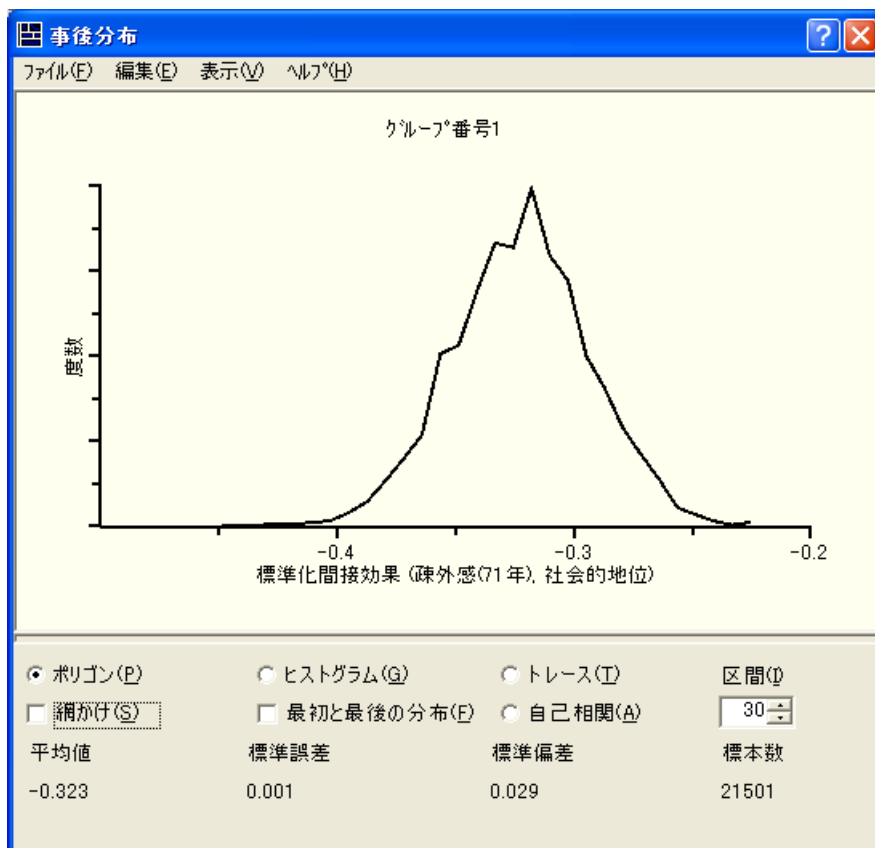 事後分布
ファイル(F) 編集(E) 表示(V) ヘルプ(H)
グループ番号1
度数
-0.4 -0.3 -0.2
標準化間接効果 (疎外感(71年), 社会的地位)
ポリゴン(P) ヒストグラム(G) トレース(T) 区間(I)
網かけ(S) 最初と最後の分布(F) 自己相関(A) 30
平均値 標準誤差 標準偏差 標本数
-0.323 0.001 0.029 21501